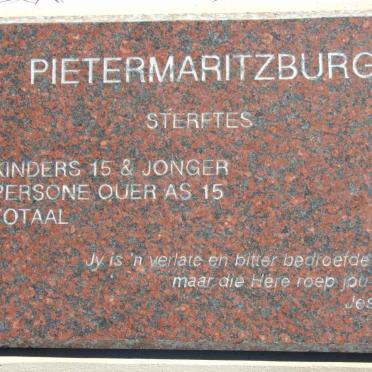 PIETERMARITZBURG
STERFTES
KINDERS 15 & JONGER
PERSONE OUER AS 15
TOTAAL
Jy is 'n verlate en bitter bedroefde
maar die Here roep jou
Jes